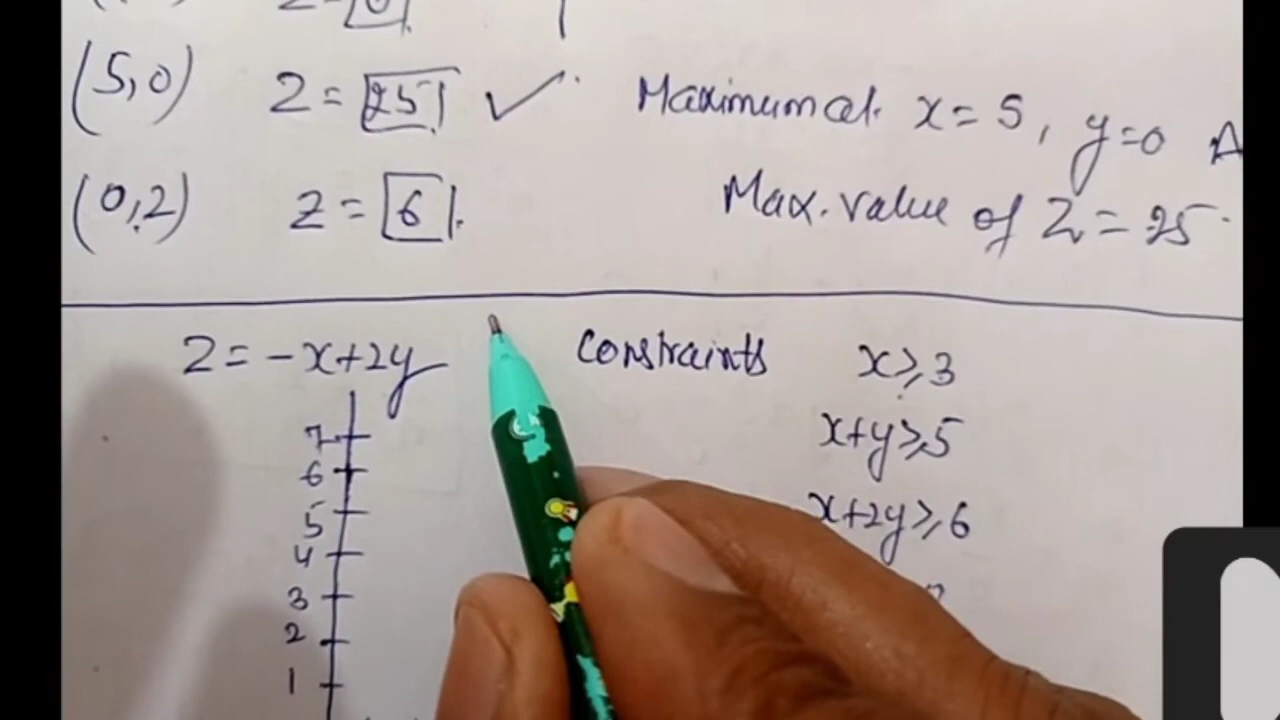 (5,0) Z = 25 ✓ Maximum at x = 5, y = 0
(0,2) Z = 6 Max. value of Z = 25
Z = -x+2y Constraints x ≥ 3
x+y ≥ 5
x+2y ≥ 6
7
6
5
4
3
2
1